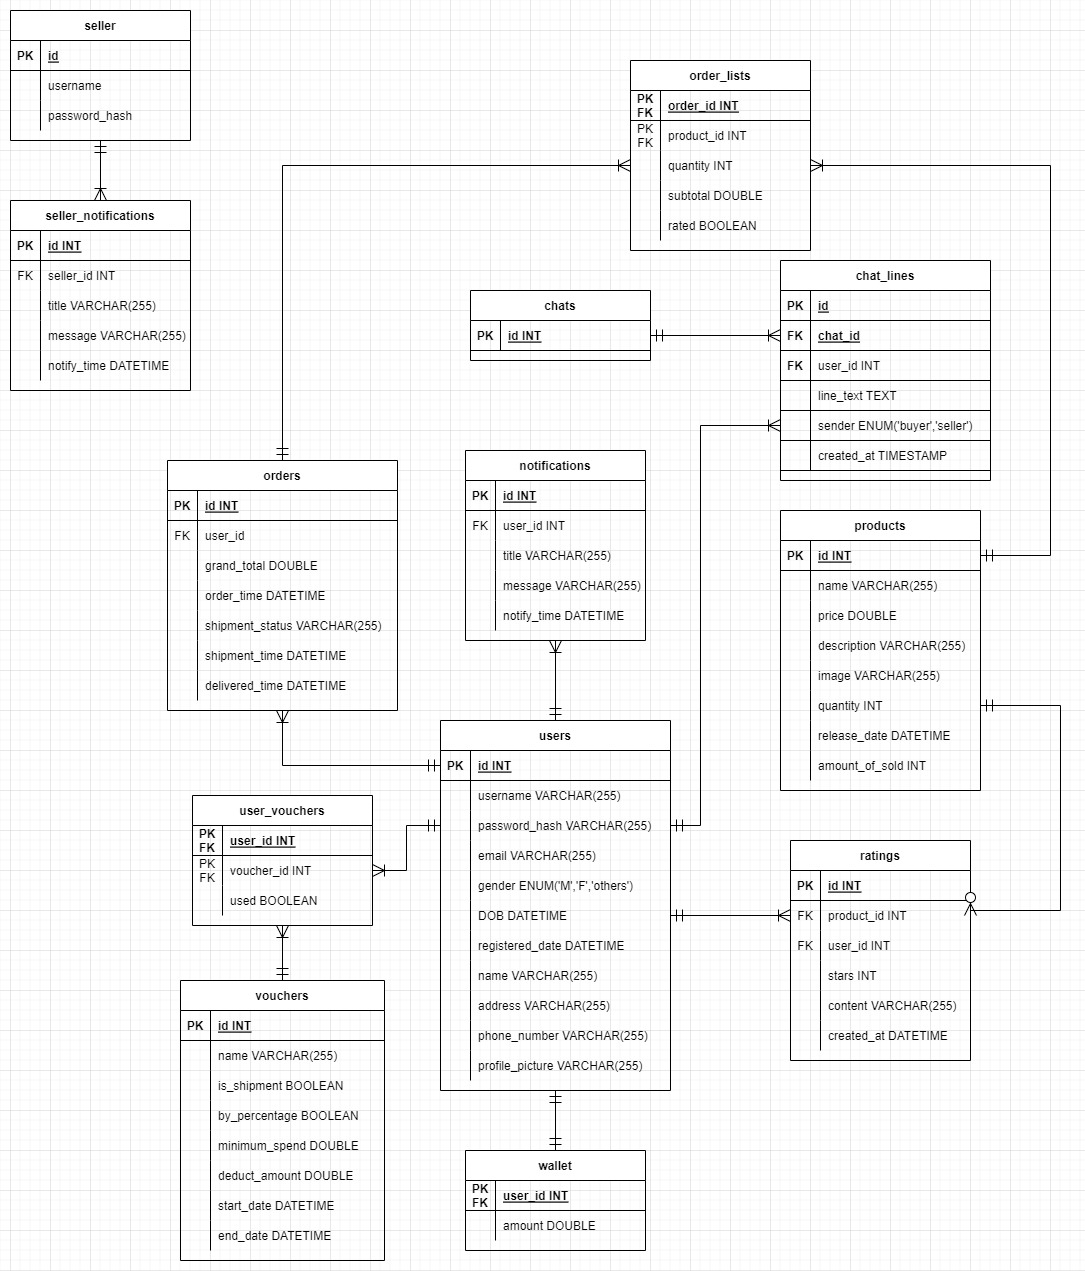 seller
PK id
username
password_hash
seller_notifications
PK id INT
FK seller_id INT
title VARCHAR(255)
message VARCHAR(255)
notify_time DATETIME
order_lists
PK FK order_id INT
PK FK product_id INT
quantity INT
subtotal DOUBLE
rated BOOLEAN
chats
PK id INT
chat_lines
PK id
FK chat_id
FK user_id INT
line_text TEXT
sender ENUM('buyer','seller')
created_at TIMESTAMP
orders
PK id INT
FK user_id
grand_total DOUBLE
order_time DATETIME
shipment_status VARCHAR(255)
shipment_time DATETIME
delivered_time DATETIME
notifications
PK id INT
FK user_id INT
title VARCHAR(255)
message VARCHAR(255)
notify_time DATETIME
products
PK id INT
name VARCHAR(255)
price DOUBLE
description VARCHAR(255)
image VARCHAR(255)
quantity INT
release_date DATETIME
amount_of_sold INT
users
PK id INT
username VARCHAR(255)
password_hash VARCHAR(255)
email VARCHAR(255)
gender ENUM('M','F','others')
DOB DATETIME
registered_date DATETIME
name VARCHAR(255)
address VARCHAR(255)
phone_number VARCHAR(255)
profile_picture VARCHAR(255)
user_vouchers
PK FK user_id INT
PK FK voucher_id INT
used BOOLEAN
ratings
PK id INT
FK product_id INT
FK user_id INT
stars INT
content VARCHAR(255)
created_at DATETIME
vouchers
PK id INT
name VARCHAR(255)
is_shipment BOOLEAN
by_percentage BOOLEAN
minimum_spend DOUBLE
deduct_amount DOUBLE
start_date DATETIME
end_date DATETIME
wallet
PK FK user_id INT
amount DOUBLE